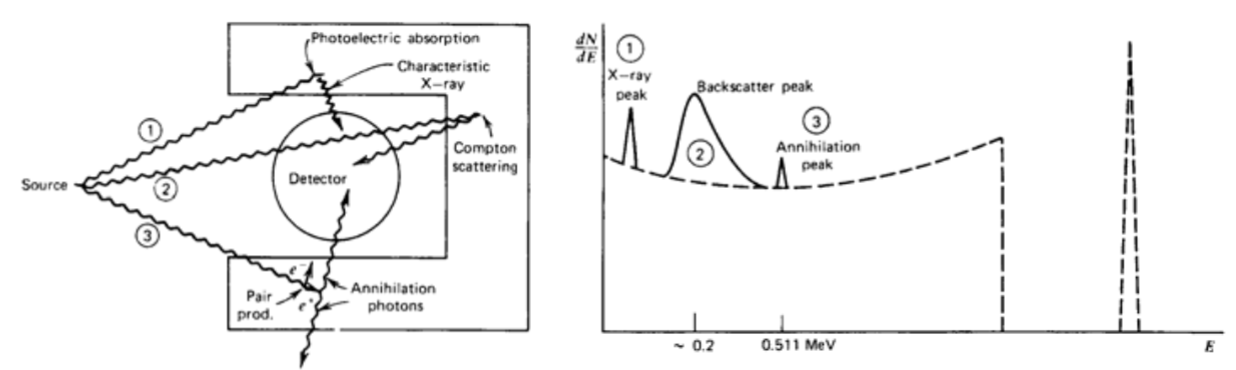 Photoelectric absorption
Characteristic
X-ray
①
Compton
scattering
Source
②
Detector
③
e⁻
Pair
prod.
e⁺
Annihilation
photons
dN
dE
①
X-ray
peak
Backscatter peak
②
③
Annihilation
peak
~ 0.2
0.511 MeV
E